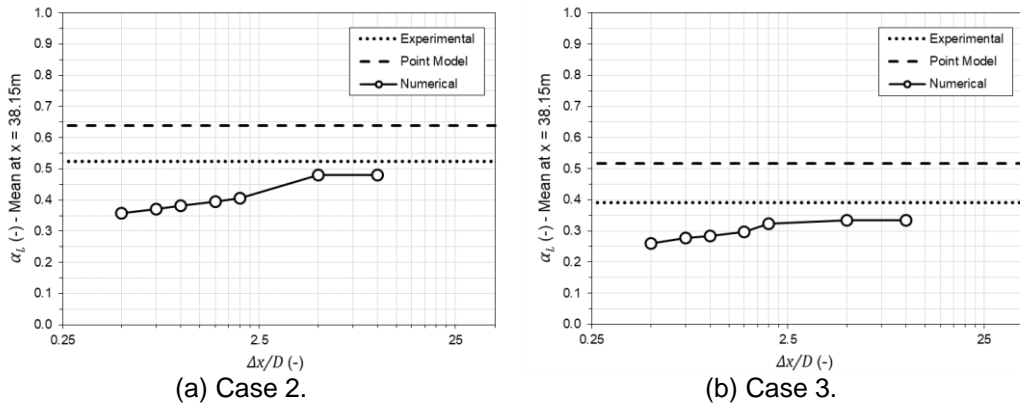 1.0
0.9
0.8
0.7
0.6
0.5
0.4
0.3
0.2
0.1
0.0
α_L (-) - Mean at x = 38.15m
Experimental
Point Model
Numerical
0.25
2.5
25
Δx/D (-)
(a) Case 2.
1.0
0.9
0.8
0.7
0.6
0.5
0.4
0.3
0.2
0.1
0.0
α_L (-) - Mean at x = 38.15m
Experimental
Point Model
Numerical
0.25
2.5
25
Δx/D (-)
(b) Case 3.